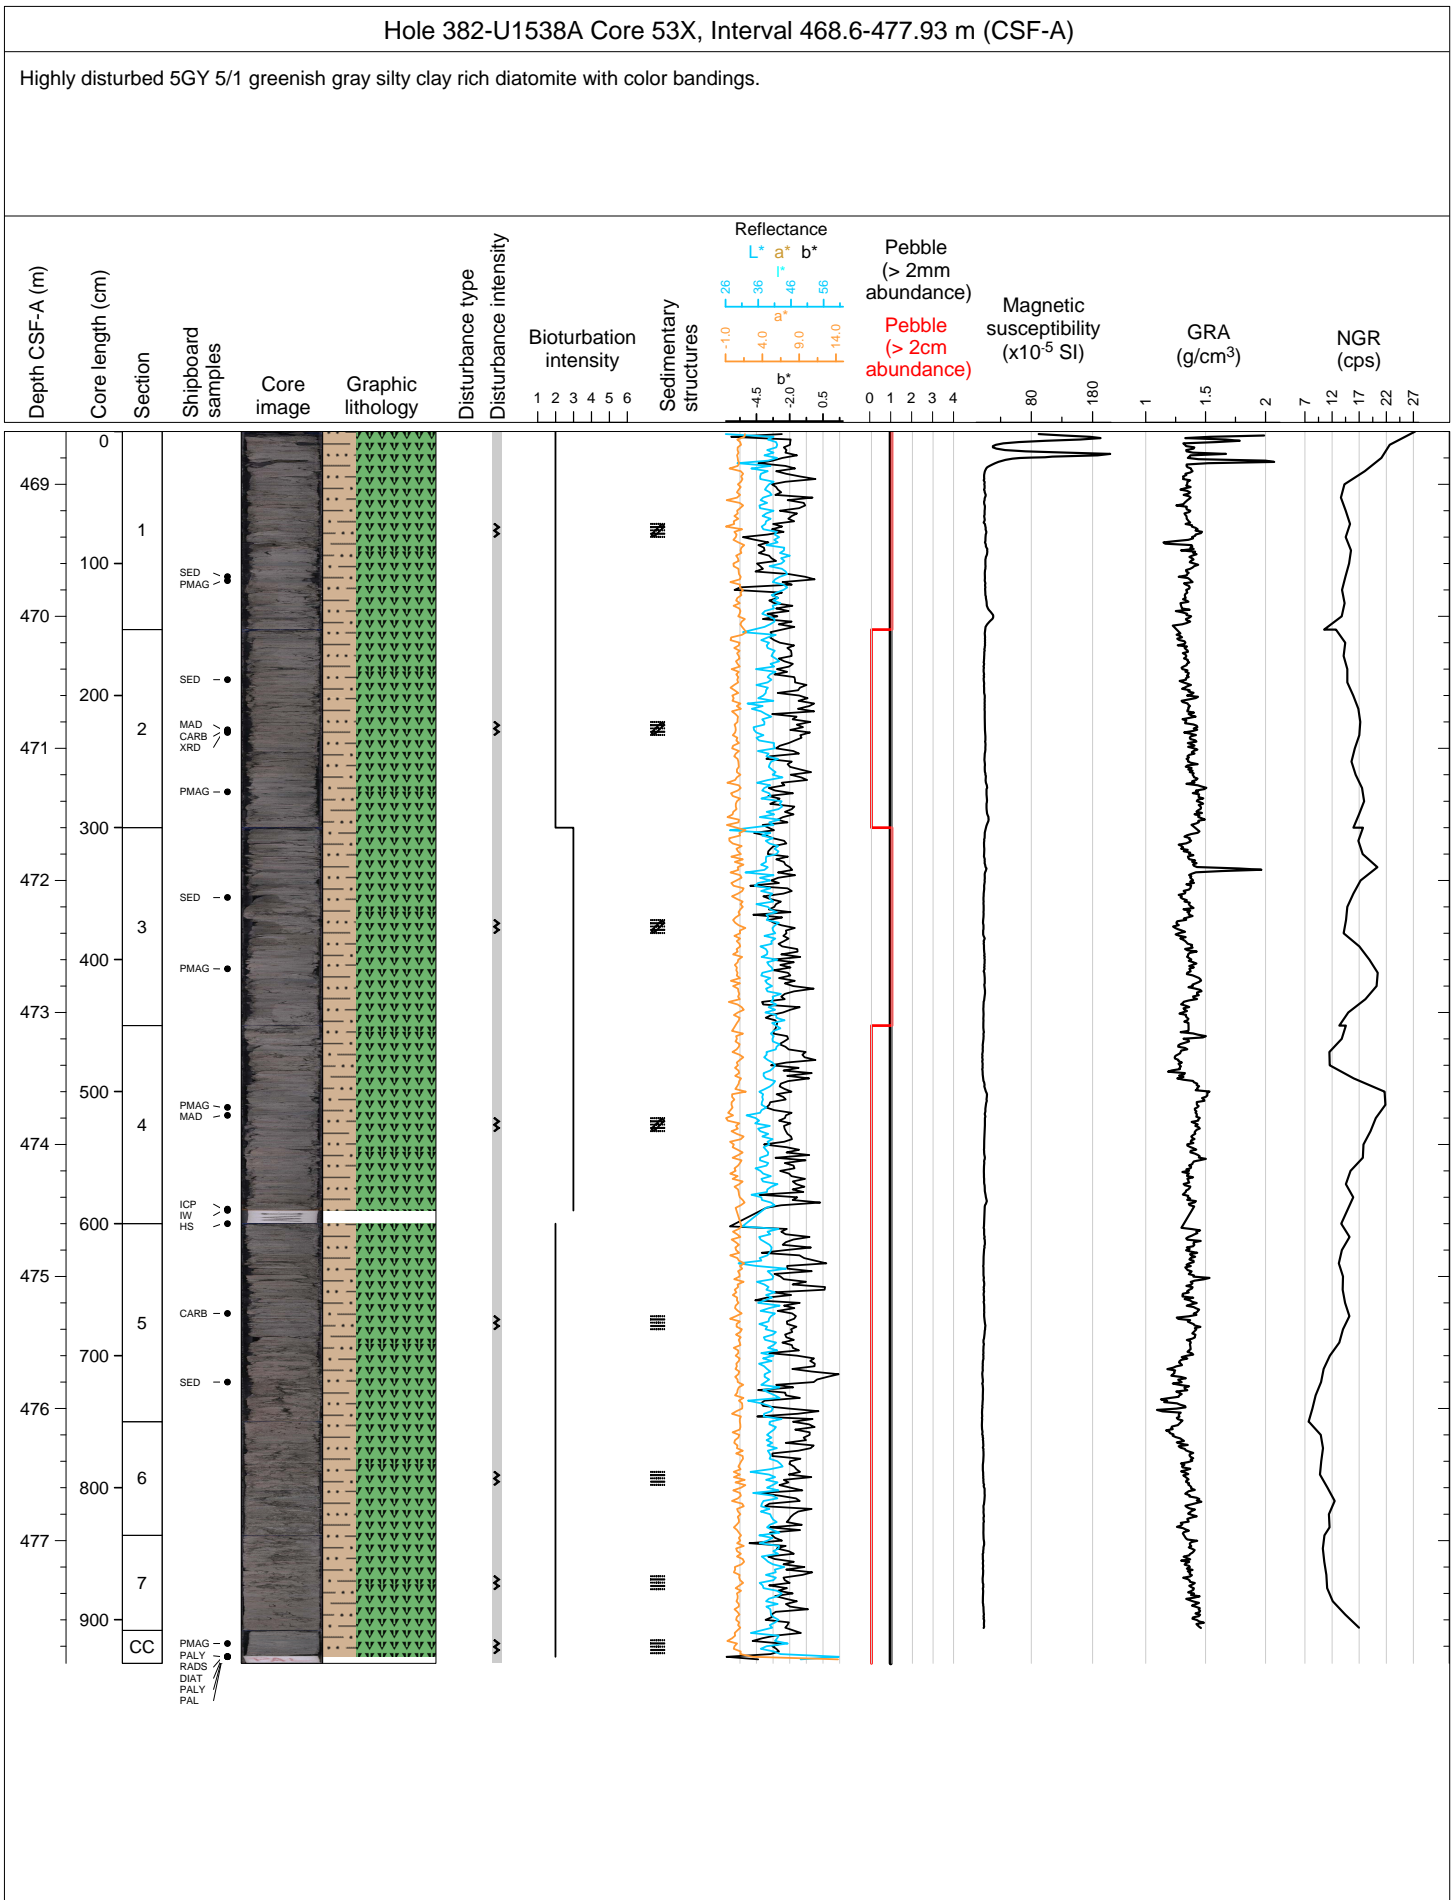 Hole 382-U1538A Core 53X, Interval 468.6-477.93 m (CSF-A)
Highly disturbed 5GY 5/1 greenish gray silty clay rich diatomite with color bandings.
Depth CSF-A (m)
Core length (cm)
Section
Shipboard
samples
Core
image
Graphic
lithology
Disturbance type
Disturbance intensity
Bioturbation
intensity
1 2 3 4 5 6
Sedimentary
structures
Reflectance
L* a* b*
l*
26 36 46 56
a*
-1.0 4.0 9.0 14.0
b*
-4.5 -2.0 0.5
Pebble
(> 2mm
abundance)
Pebble
(> 2cm
abundance)
0 1 2 3 4
Magnetic
susceptibility
(x10-5 SI)
80 180
GRA
(g/cm3)
1 1.5 2
NGR
(cps)
7 12 17 22 27
0
469
1
100
SED
PMAG
470
SED
200
2
MAD
CARB
XRD
471
PMAG
300
472
SED
3
400
PMAG
473
500
PMAG
MAD
4
474
ICP
IW
HS
600
475
CARB
5
700
SED
476
6
800
477
7
900
PMAG
CC
PALY
RADS
DIAT
PALY
PAL